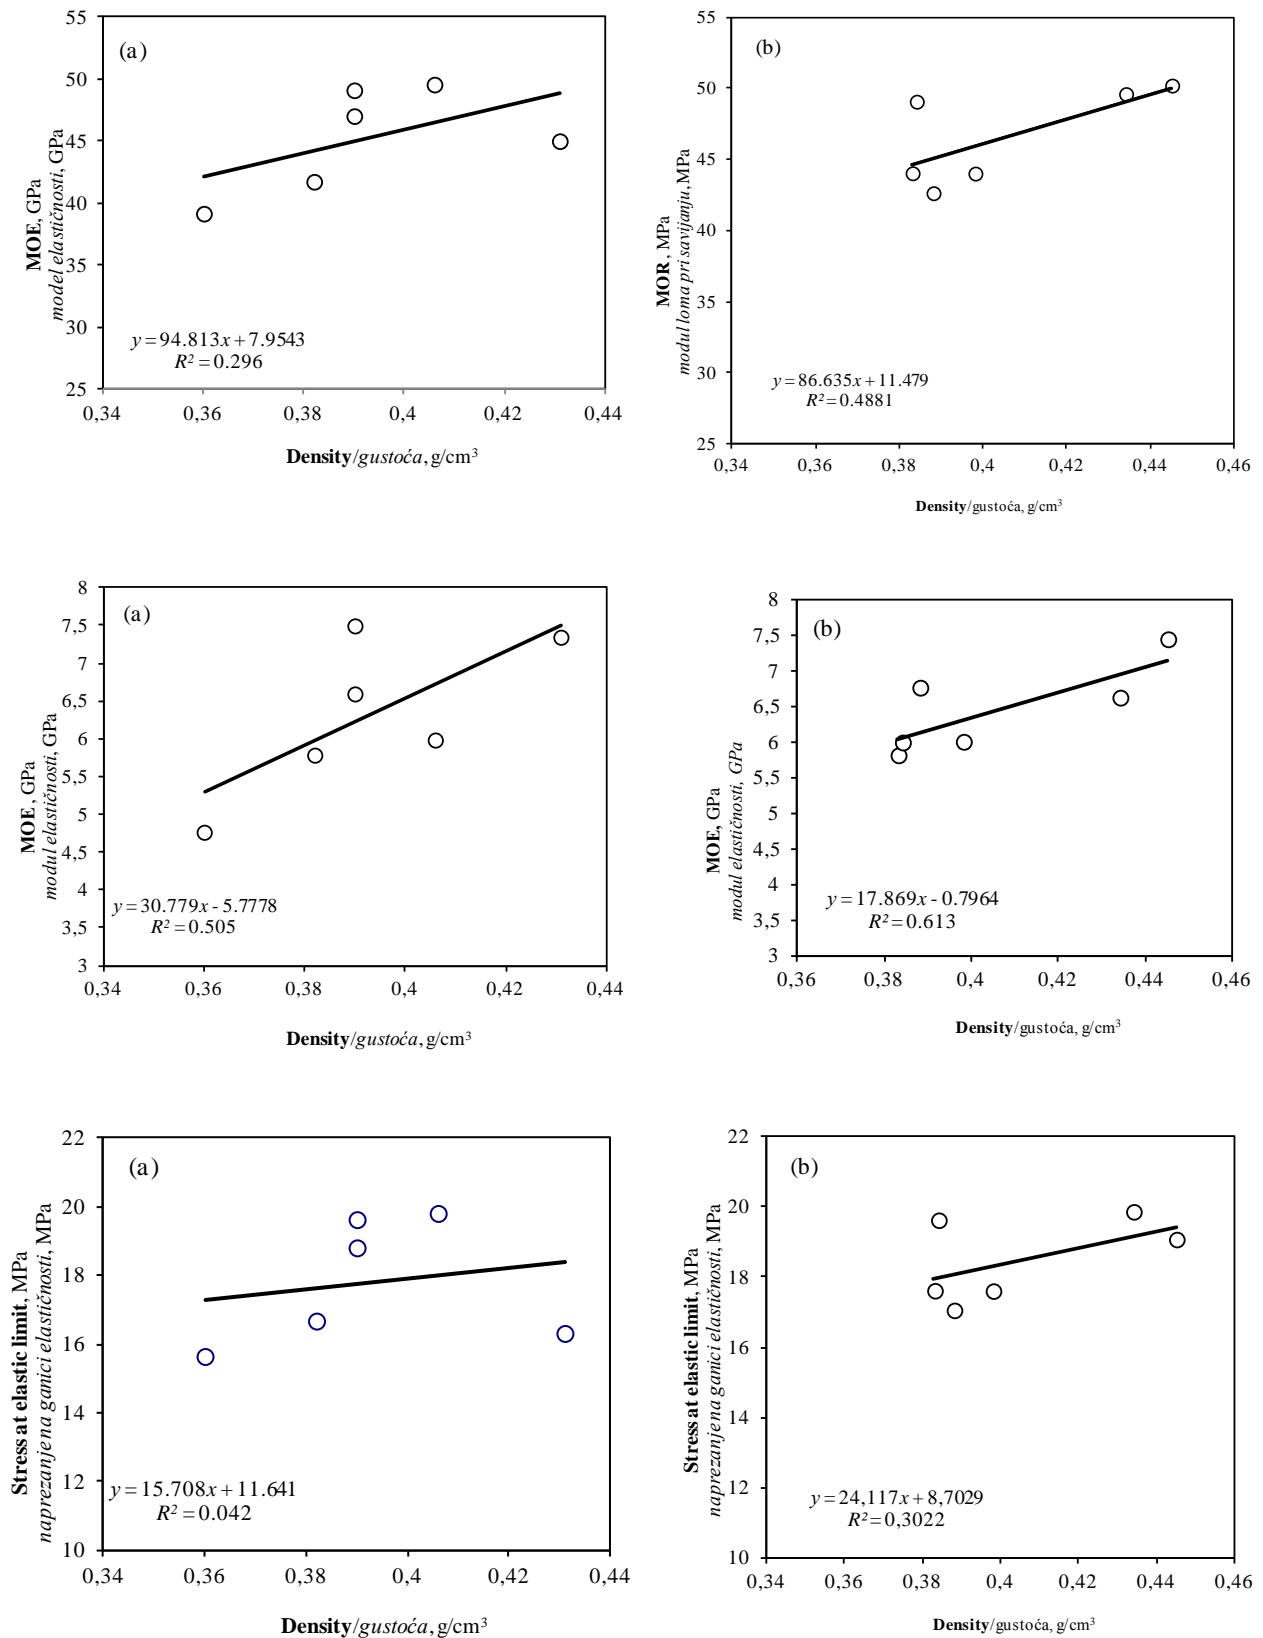 55
(a)
50
45
40
35
30
25
MOE, GPa
model elastičnosti, GPa
y = 94.813x + 7.9543
R² = 0.296
0,34 0,36 0,38 0,4 0,42 0,44
Density/gustoća, g/cm³
55
(b)
50
45
40
35
30
25
MOR, MPa
modul loma pri savijanju, MPa
y = 86.635x + 11.479
R² = 0.4881
0,34 0,36 0,38 0,4 0,42 0,44 0,46
Density/gustoća, g/cm³
8
(a)
7,5
7
6,5
6
5,5
5
4,5
4
3,5
3
MOE, GPa
modul elastičnosti, GPa
y = 30.779x - 5.7778
R² = 0.505
0,34 0,36 0,38 0,4 0,42 0,44
Density/gustoća, g/cm³
8
(b)
7,5
7
6,5
6
5,5
5
4,5
4
3,5
3
MOE, GPa
modul elastičnosti, GPa
y = 17.869x - 0.7964
R² = 0.613
0,36 0,38 0,4 0,42 0,44 0,46
Density/gustoća, g/cm³
22
(a)
20
18
16
14
12
10
Stress at elastic limit, MPa
naprezanje na ganici elastičnosti, MPa
y = 15.708x + 11.641
R² = 0.042
0,34 0,36 0,38 0,4 0,42 0,44
Density/gustoća, g/cm³
22
(b)
20
18
16
14
12
10
Stress at elastic limit, MPa
naprezanje na ganici elastičnosti, MPa
y = 24,117x + 8,7029
R² = 0,3022
0,34 0,36 0,38 0,4 0,42 0,44 0,46
Density/gustoća, g/cm³